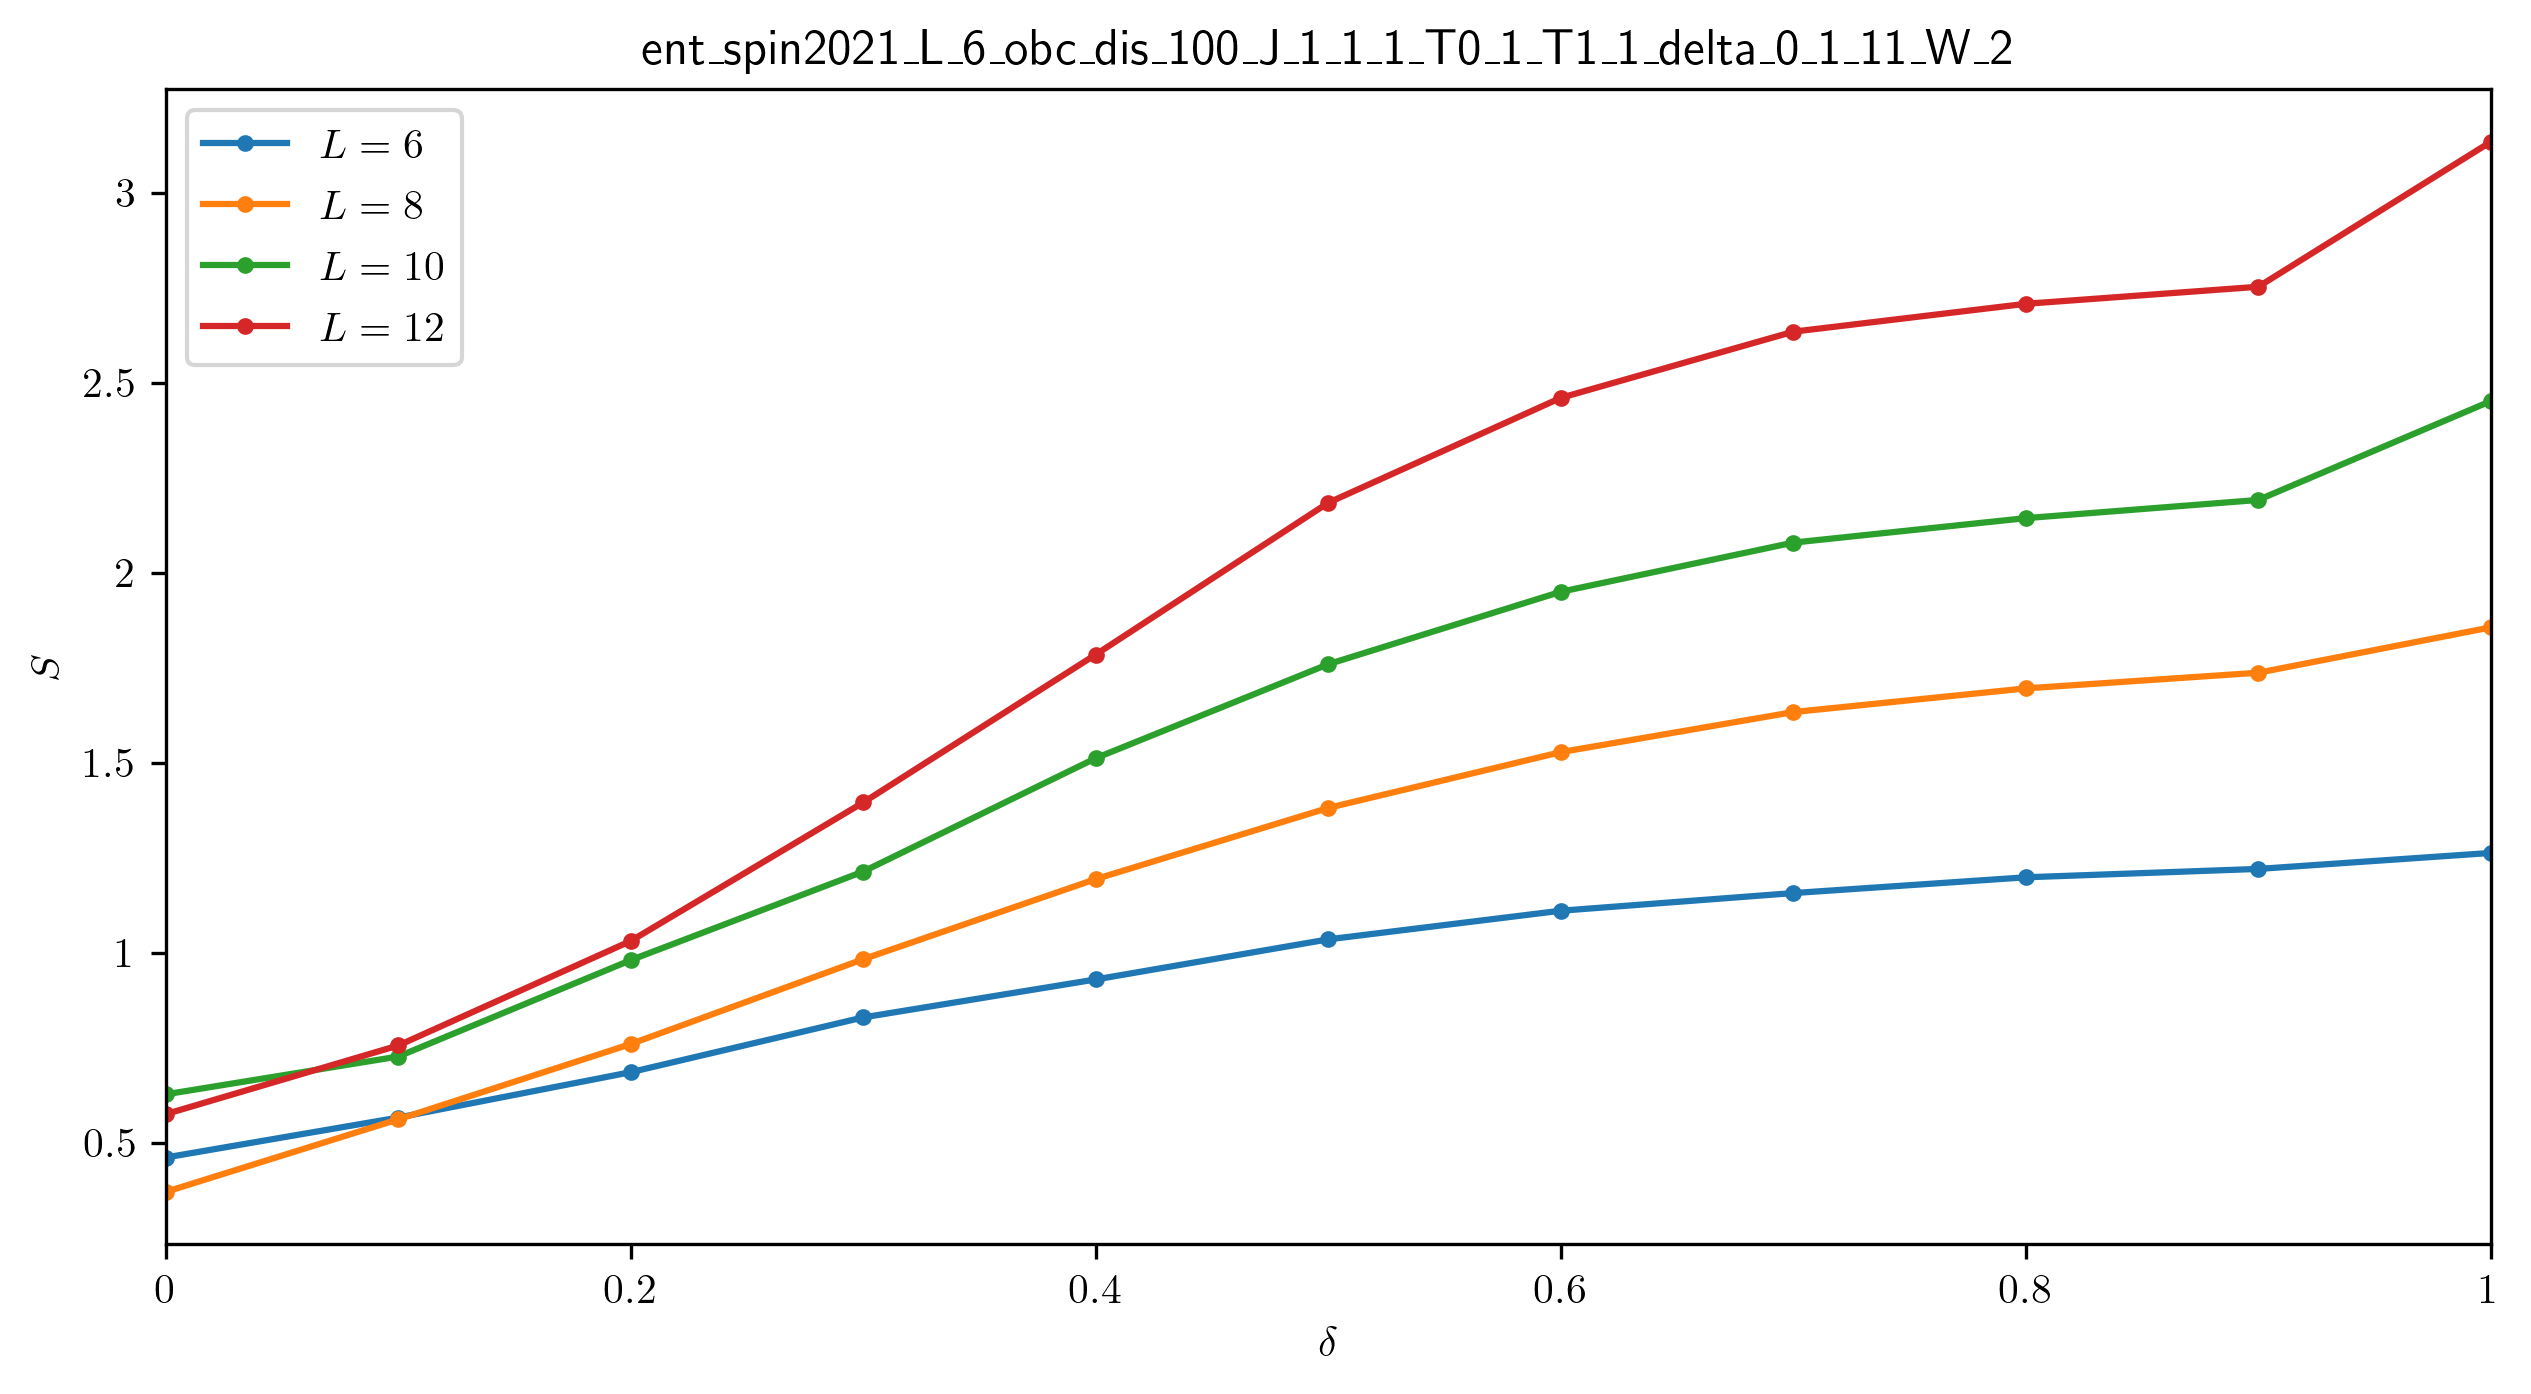 ent_spin2021_L_6_obc_dis_100_J_1_1_1_T0_1_T1_1_delta_0_1_11_W_2
L = 6
L = 8
L = 10
L = 12
3
2.5
2
1.5
1
0.5
S
0 0.2 0.4 0.6 0.8 1
δ